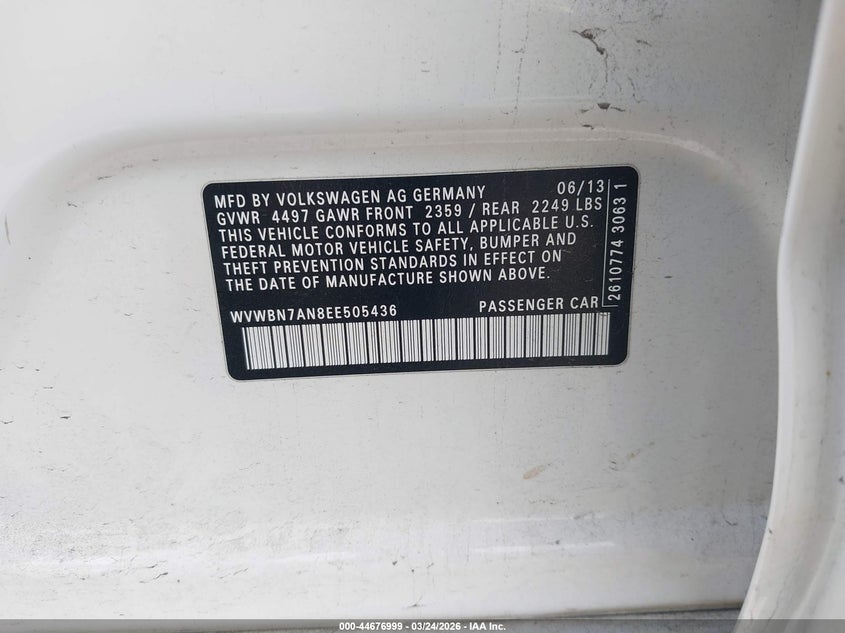 MFD BY VOLKSWAGEN AG GERMANY 06/13
GVWR 4497 GAWR FRONT 2359 / REAR 2249 LBS
THIS VEHICLE CONFORMS TO ALL APPLICABLE U.S.
FEDERAL MOTOR VEHICLE SAFETY, BUMPER AND
THEFT PREVENTION STANDARDS IN EFFECT ON
THE DATE OF MANUFACTURE SHOWN ABOVE.
WVWBN7AN8EE505436 PASSENGER CAR
2610774 3063 1
000-44676999 — 03/24/2026 — IAA Inc.